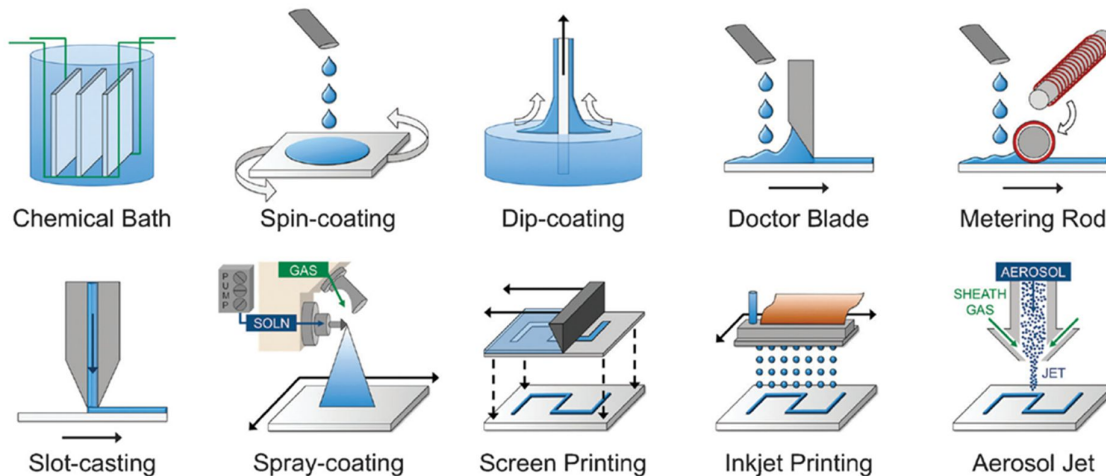 Chemical Bath
Spin-coating
Dip-coating
Doctor Blade
Metering Rod
PUMP
GAS
SOLN
AEROSOL
SHEATH
GAS
JET
Slot-casting
Spray-coating
Screen Printing
Inkjet Printing
Aerosol Jet